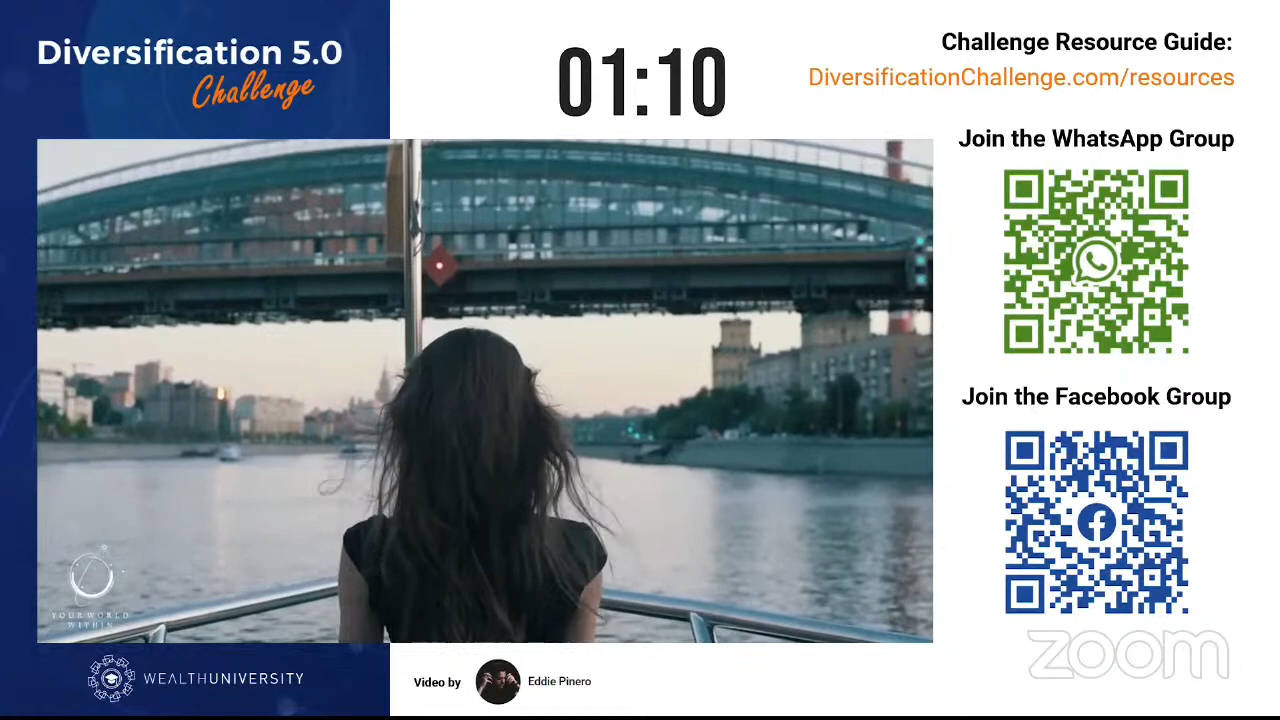 Diversification 5.0
Challenge
01:10
Challenge Resource Guide:
DiversificationChallenge.com/resources
Join the WhatsApp Group
Join the Facebook Group
YOUR WORLD
WITHIN
zoom
WEALTHUNIVERSITY
Video by
Eddie Pinero